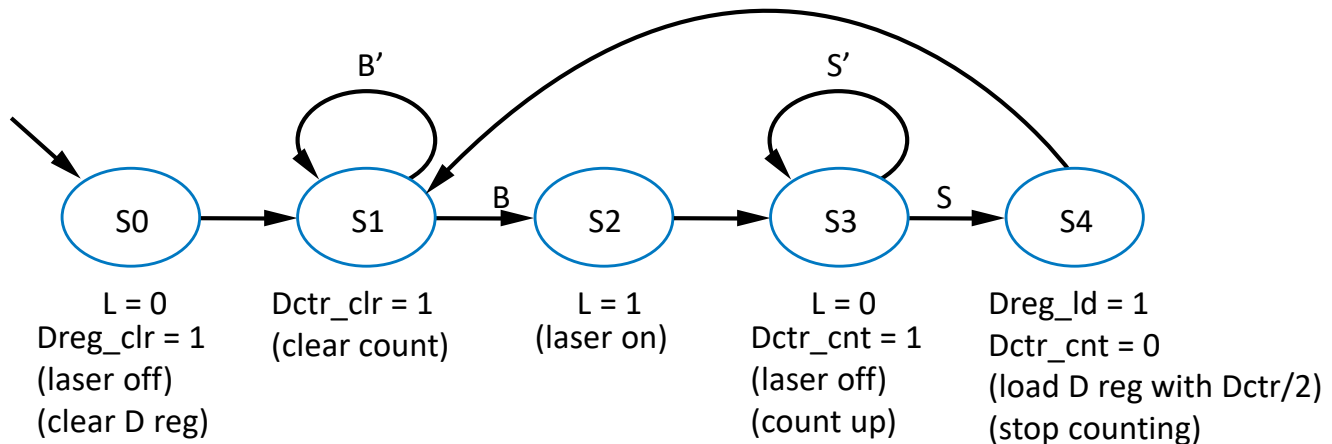 B’
S’
B
S
S0
S1
S2
S3
S4
L = 0
Dreg_clr = 1
(laser off)
(clear D reg)
Dctr_clr = 1
(clear count)
L = 1
(laser on)
L = 0
Dctr_cnt = 1
(laser off)
(count up)
Dreg_ld = 1
Dctr_cnt = 0
(load D reg with Dctr/2)
(stop counting)